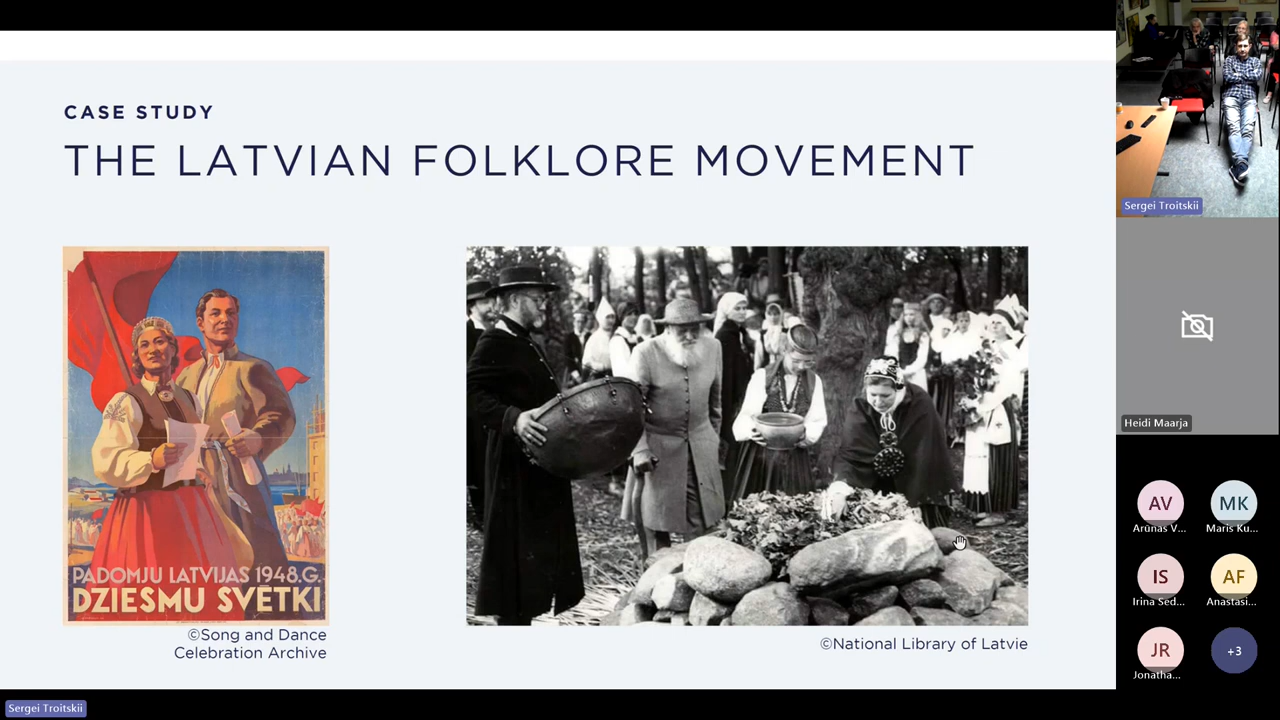 CASE STUDY
THE LATVIAN FOLKLORE MOVEMENT
PADOMJU LATVIJAS 1948.G.
DZIESMU SVĒTKI
©Song and Dance
Celebration Archive
©National Library of Latvie
Sergei Troitskii
Heidi Maarja
AV
MK
Arūnas V...
Maris Ku...
IS
AF
Irina Sed...
Anastasi...
JR
+3
Jonatha...
Sergei Troitskii